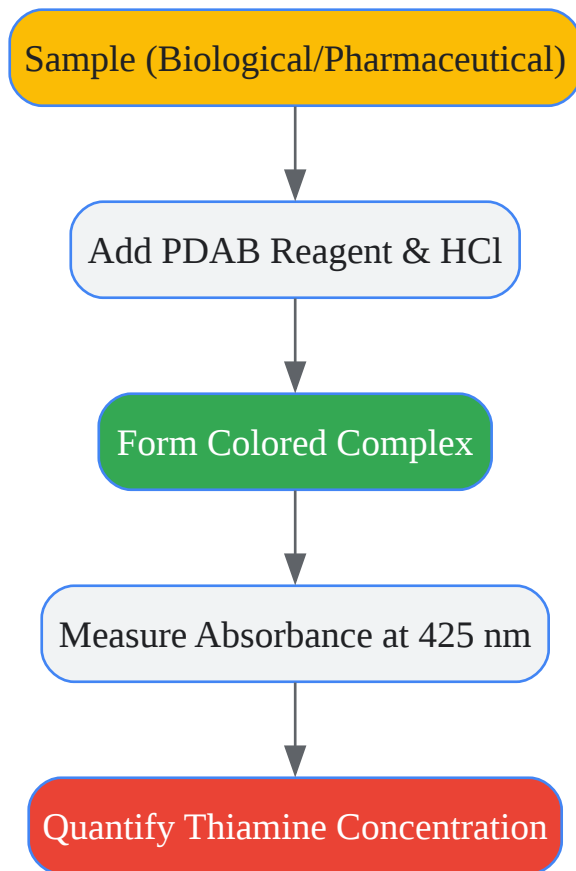 Sample (Biological/Pharmaceutical)
Add PDAB Reagent & HCl
Form Colored Complex
Measure Absorbance at 425 nm
Quantify Thiamine Concentration